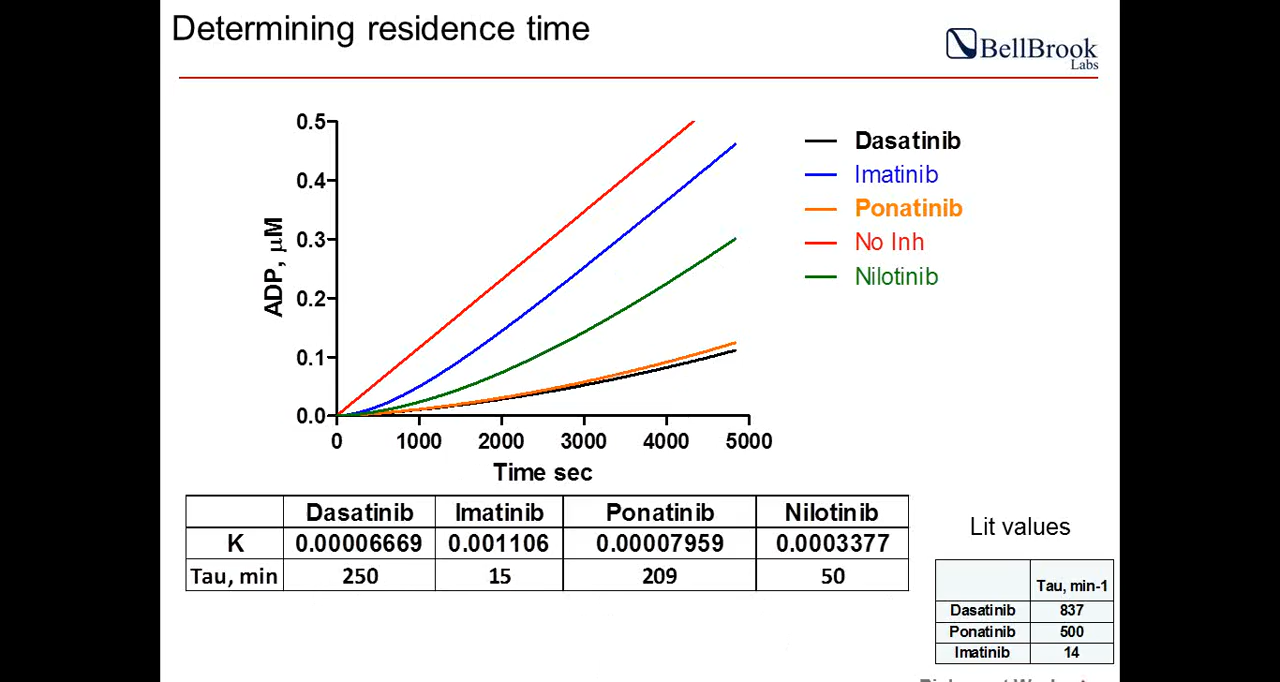 Determining residence time
BellBrook
Labs
0.5
0.4
0.3
0.2
0.1
0.0
ADP, μM
0 1000 2000 3000 4000 5000
Time sec
Dasatinib
Imatinib
Ponatinib
No Inh
Nilotinib
Dasatinib Imatinib Ponatinib Nilotinib
K 0.00006669 0.001106 0.00007959 0.0003377
Tau, min 250 15 209 50
Lit values
Tau, min-1
Dasatinib 837
Ponatinib 500
Imatinib 14